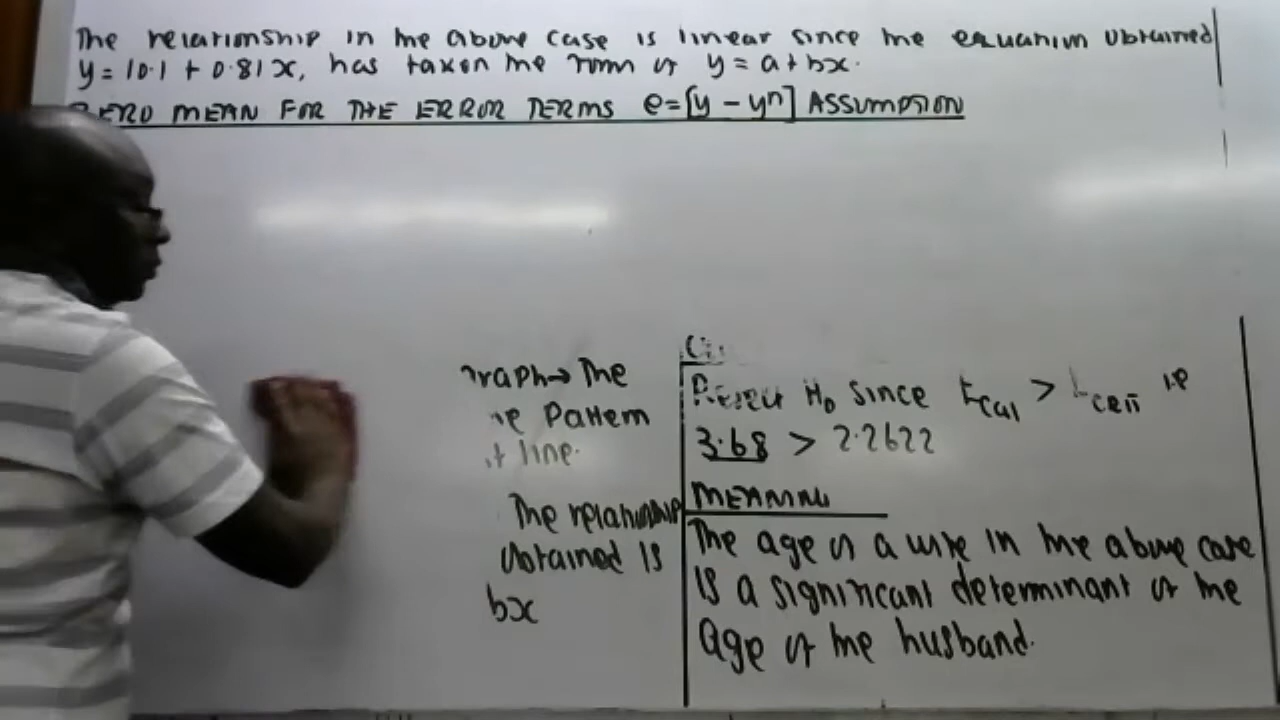 The relationship in the above case is linear since the equation obtained
y = 10.1 + 0.81x, has taken the form of y = a + bx.
ZERO MEAN FOR THE ERROR TERMS e = [y - y^n] ASSUMPTION
The
Pattern
line.
The relationship
obtained is
bx
Reject H0 since tcal > tcrit ie
3.68 > 2.2622
MEANING
The age of a wife in the above case
is a significant determinant of the
age of the husband.